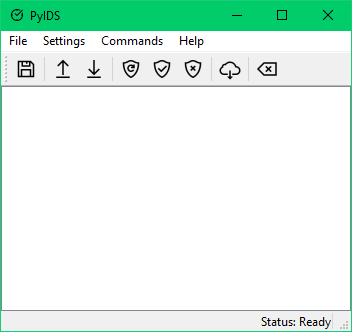 PyIDS
File Settings Commands Help
Status: Ready